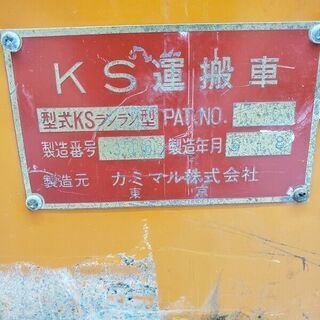 KS運搬車
型式KSランラン型 PAT.NO.
製造番号 製造年月 8
製造元 カミマル株式会社
東京